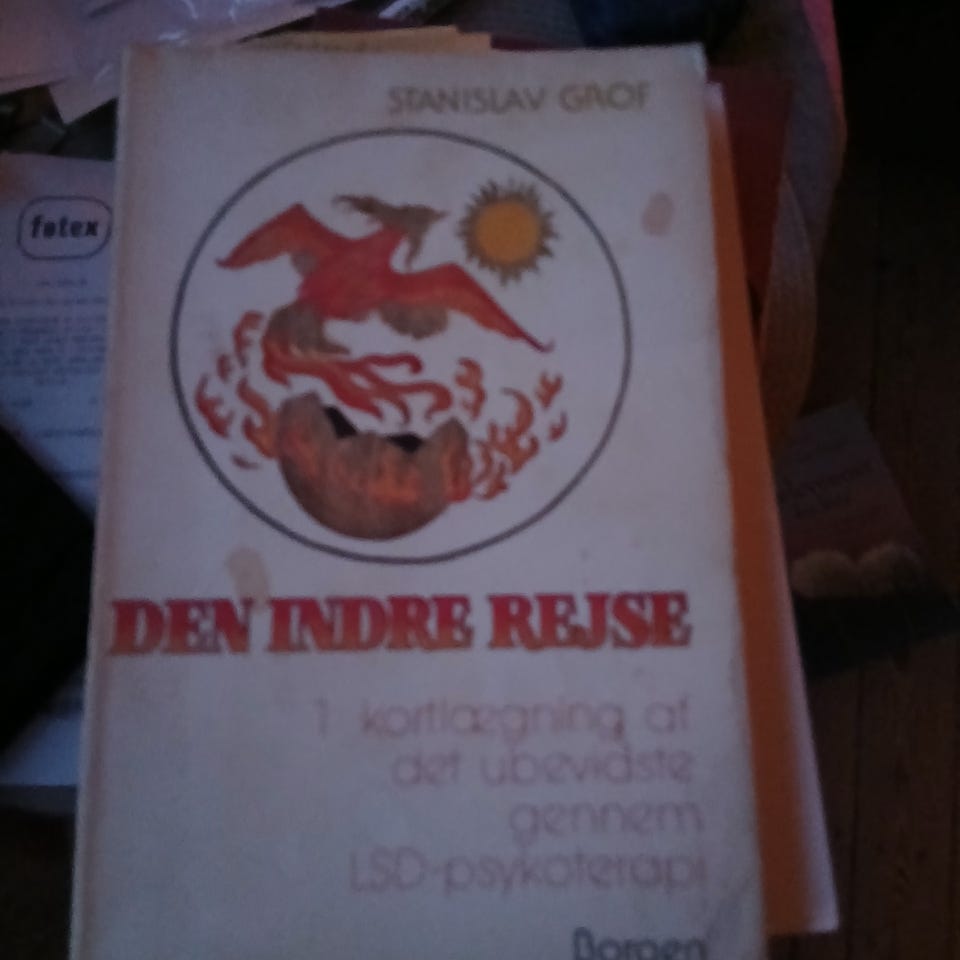 STANISLAV GROF
føtex
DEN INDRE REJSE
1 kortlægning af
det ubevidste
gennem
LSD-psykoterapi
Borgen